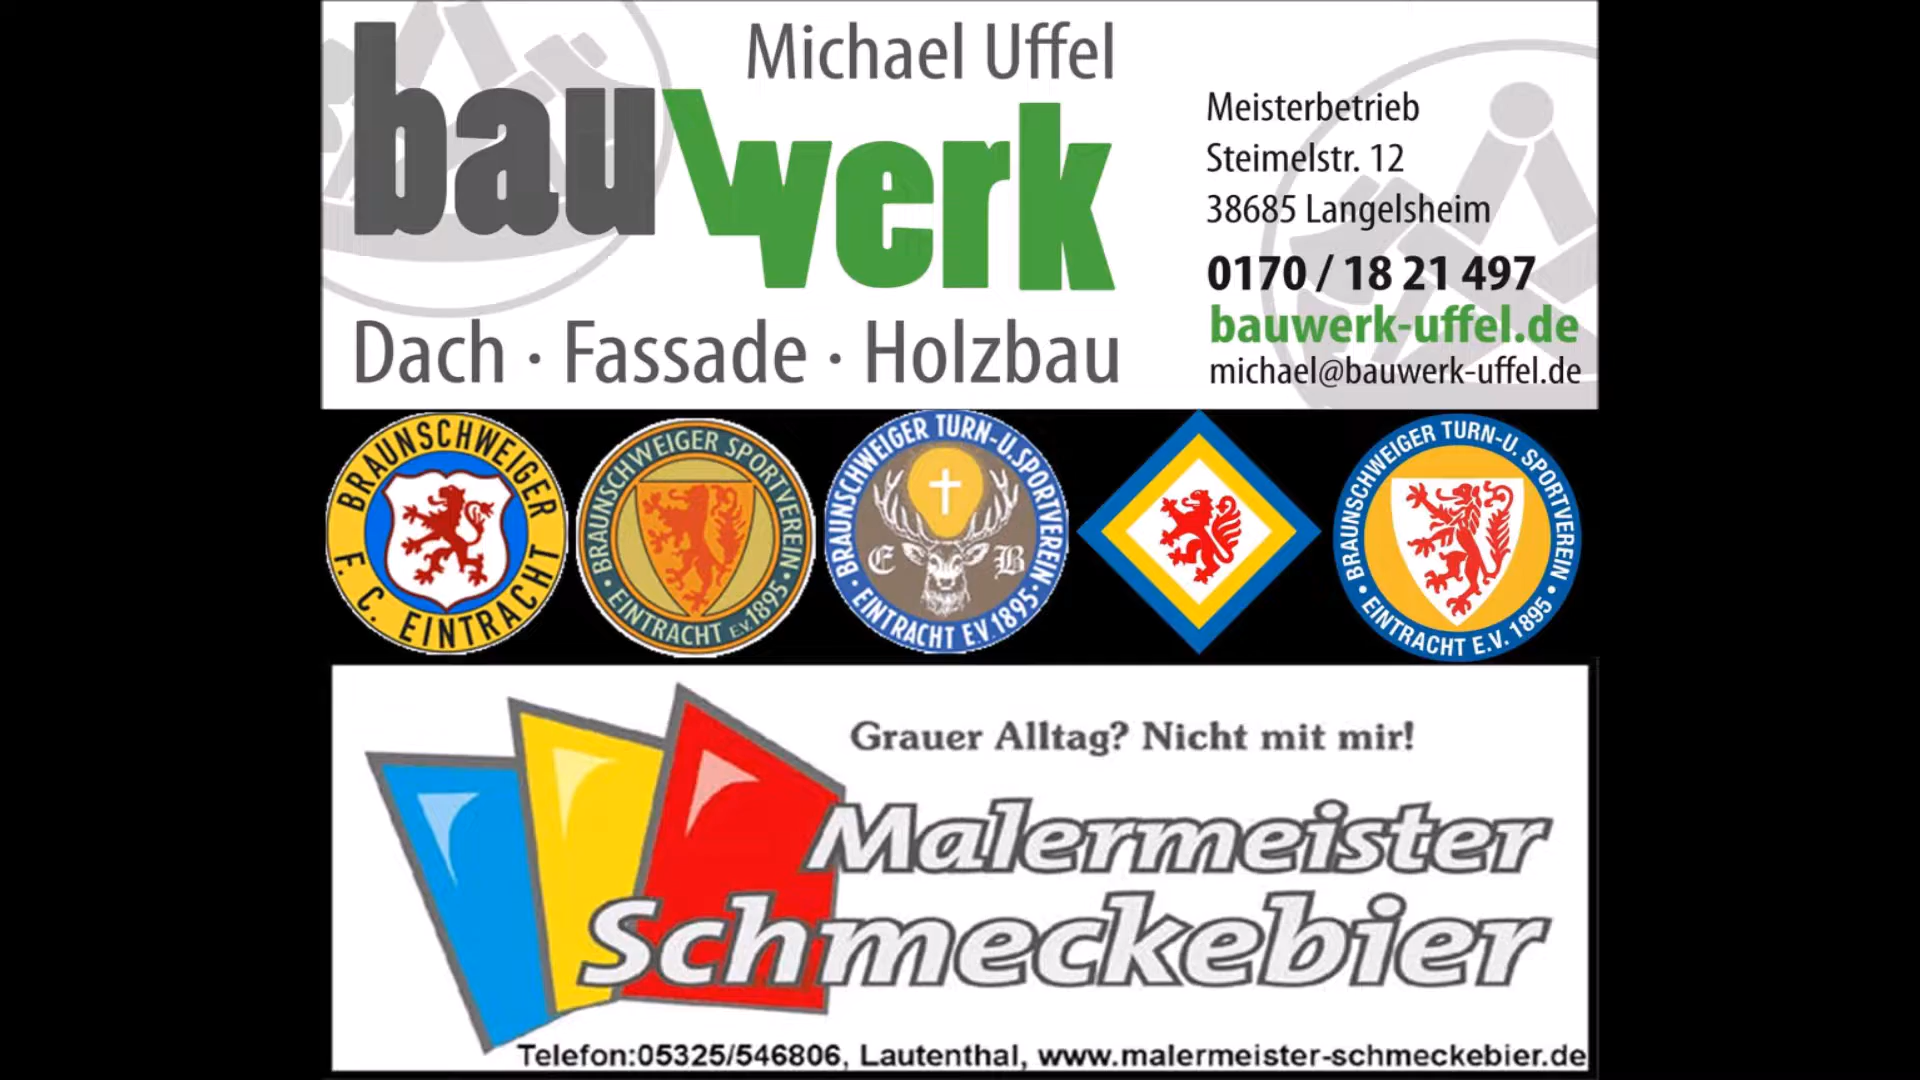 Michael Uffel
bauwerk
Dach · Fassade · Holzbau
Meisterbetrieb
Steimelstr. 12
38685 Langelsheim
0170 / 18 21 497
bauwerk-uffel.de
michael@bauwerk-uffel.de
BRAUNSCHWEIGER
F. C. EINTRACHT
BRAUNSCHWEIGER SPORTVEREIN
• EINTRACHT E.V. 1895 •
BRAUNSCHWEIGER TURN-U. SPORTVEREIN
E B
• EINTRACHT E.V. 1895 •
BRAUNSCHWEIGER TURN-U. SPORTVEREIN
• EINTRACHT E.V. 1895 •
Grauer Alltag? Nicht mit mir!
Malermeister
Schmeckebier
Telefon:05325/546806, Lautenthal, www.malermeister-schmeckebier.de